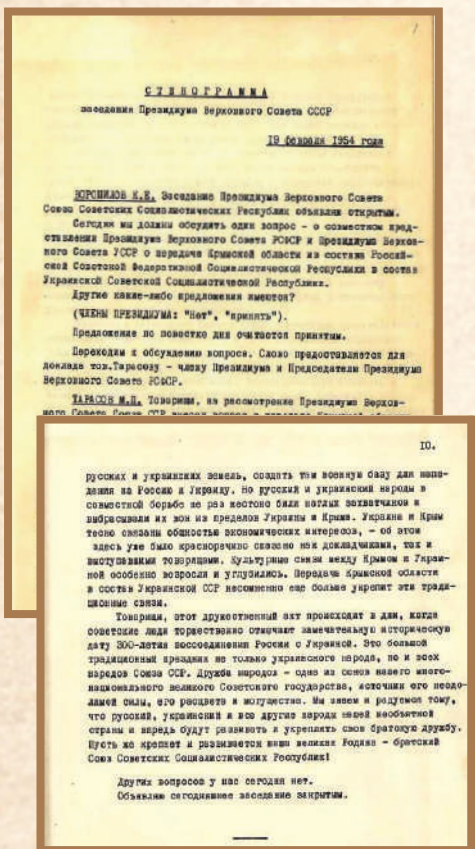 СТЕНОГРАММА
заседания Президиума Верховного Совета СССР
19 февраля 1954 года
ВОРОШИЛОВ К.Е. Заседание Президиума Верховного Совета
Союза Советских Социалистических Республик объявляю открытым.
Сегодня мы должны обсудить один вопрос - о совместном пред-
ставлении Президиума Верховного Совета РСФСР и Президиума Верхов-
ного Совета УССР о передаче Крымской области из состава Россий-
ской Советской Федеративной Социалистической Республики в состав
Украинской Советской Социалистической Республики.
Другие какие-либо предложения имеются?
(ЧЛЕНЫ ПРЕЗИДИУМА: "Нет", "принять").
Предложение по повестке дня считается принятым.
Переходим к обсуждению вопроса. Слово предоставляется для
доклада тов.Тарасову - члену Президиума и Председателю Президиума
Верховного Совета РСФСР.
ТАРАСОВ М.П. Товарищи, на рассмотрение Президиума Верхов-
ного Совета Союза ССР внесен вопрос о передаче Крымской области
10.
русских и украинских земель, создать там военную базу для напа-
дения на Россию и Украину. Но русский и украинский народы в
совместной борьбе не раз жестоко били наглых захватчиков и
выбрасывали их вон из пределов Украины и Крыма. Украина и Крым
тесно связаны общностью экономических интересов, - об этом
здесь уже было красноречиво сказано как докладчиками, так и
выступавшими товарищами. Культурные связи между Крымом и Украи-
ной особенно возросли и углубились. Передача Крымской области
в состав Украинской ССР несомненно еще больше укрепит эти тради-
ционные связи.
Товарищи, этот дружественный акт происходит в дни, когда
советские люди торжественно отмечают замечательную историческую
дату 300-летия воссоединения России с Украиной. Это большой
традиционный праздник не только украинского народа, но и всех
народов Союза ССР. Дружба народов - одна из основ нашего много-
национального великого Советского государства, источник его неодо-
лимой силы, его расцвета и могущества. Мы знаем и радуемся тому,
что русский, украинский и все другие народы нашей необъятной
страны и впредь будут развивать и укреплять свою братскую дружбу.
Пусть же крепнет и развивается наша великая Родина - братский
Союз Советских Социалистических Республик!
Других вопросов у нас сегодня нет.
Объявляю сегодняшнее заседание закрытым.